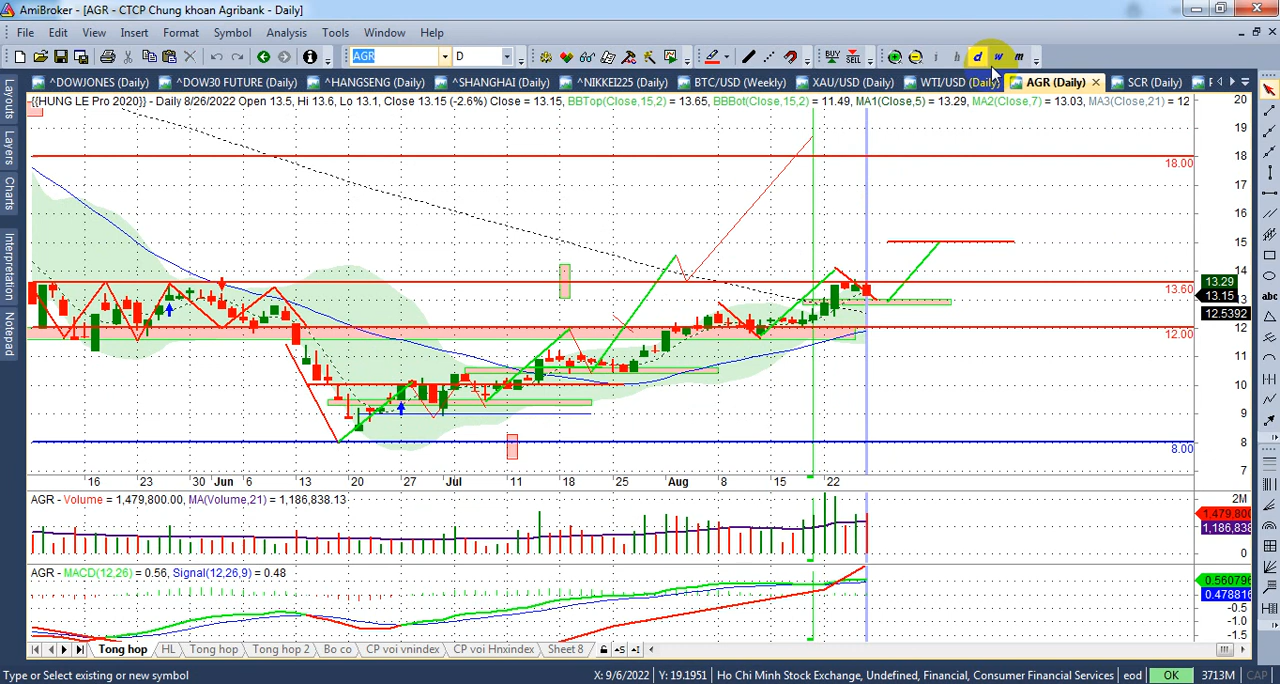 AmiBroker - [AGR - CTCP Chung khoan Agribank - Daily]
File Edit View Insert Format Symbol Analysis Tools Window Help
AGR D BUY SELL i h d w m
^DOWJONES (Daily) ^DOW30 FUTURE (Daily) ^HANGSENG (Daily) ^SHANGHAI (Daily) ^NIKKEI225 (Daily) BTC/USD (Weekly) XAU/USD (Daily) WTI/USD (Daily) AGR (Daily) SCR (Daily)
Layouts
Layers
Charts
Interpretation
Notepad
{{HUNG LE Pro 2020}} - Daily 8/26/2022 Open 13.5, Hi 13.6, Lo 13.1, Close 13.15 (-2.6%) Close = 13.15, BBTop(Close,15,2) = 13.65, BBBot(Close,15,2) = 11.49, MA1(Close,5) = 13.29, MA2(Close,7) = 13.03, MA3(Close,21) = 12
20
19
18
18.00
17
16
15
14
13.29
13.60
13.15
12.5392
12
12.00
11
10
9
8
8.00
7
16 23 30 Jun 6 13 20 27 Jul 11 18 25 Aug 8 15 22
AGR - Volume = 1,479,800.00, MA(Volume,21) = 1,186,838.13
2M
1,479,800
1,186,838
0
AGR - MACD(12,26) = 0.56, Signal(12,26,9) = 0.48
0.560796
0.478816
-0.5
-1.0
-1.5
Tong hop HL Tong hop Tong hop 2 Bo co CP voi vnindex CP voi Hnxindex Sheet 8
abc
Type or Select existing or new symbol X: 9/6/2022 Y: 19.1951 Ho Chi Minh Stock Exchange, Undefined, Financial, Consumer Financial Services eod OK 3713M CAP